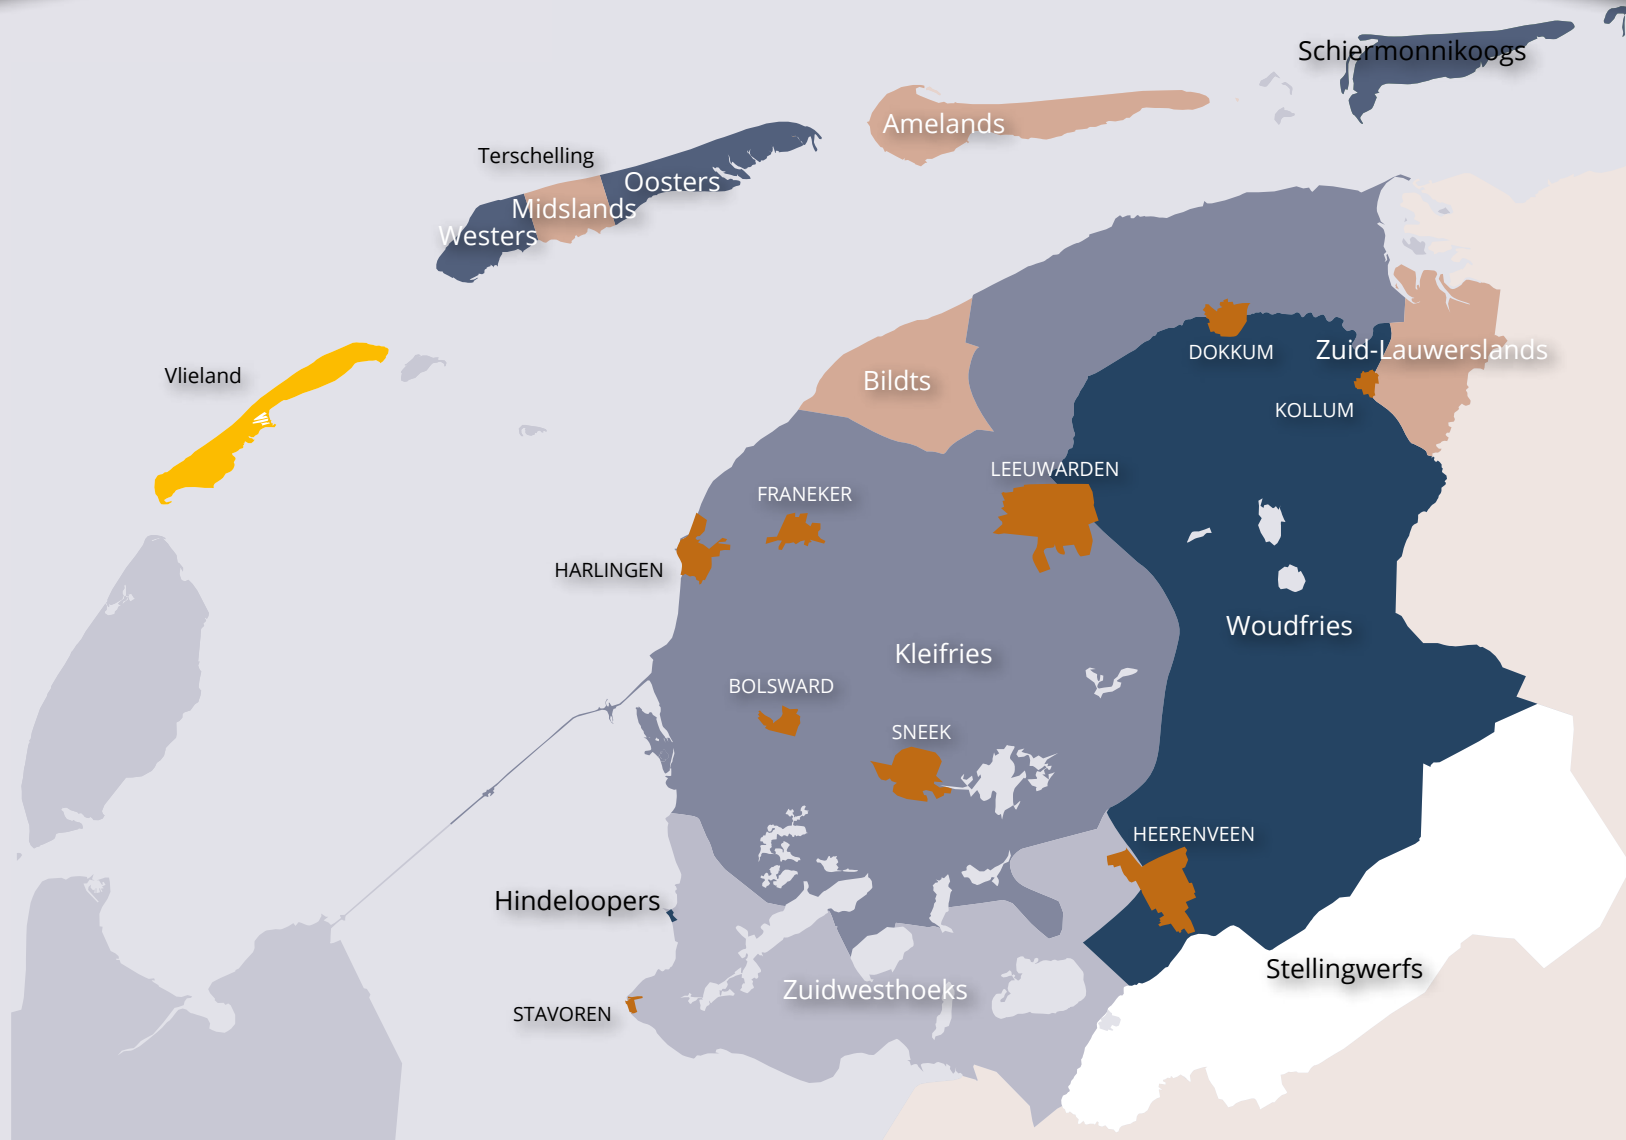 Schiermonnikoogs
Amelands
Terschelling
Oosters
Midslands
Westers
Vlieland
DOKKUM
Zuid-Lauwerslands
Bildts
KOLLUM
LEEUWARDEN
FRANEKER
HARLINGEN
Woudfries
Kleifries
BOLSWARD
SNEEK
HEERENVEEN
Hindeloopers
Stellingwerfs
Zuidwesthoeks
STAVOREN